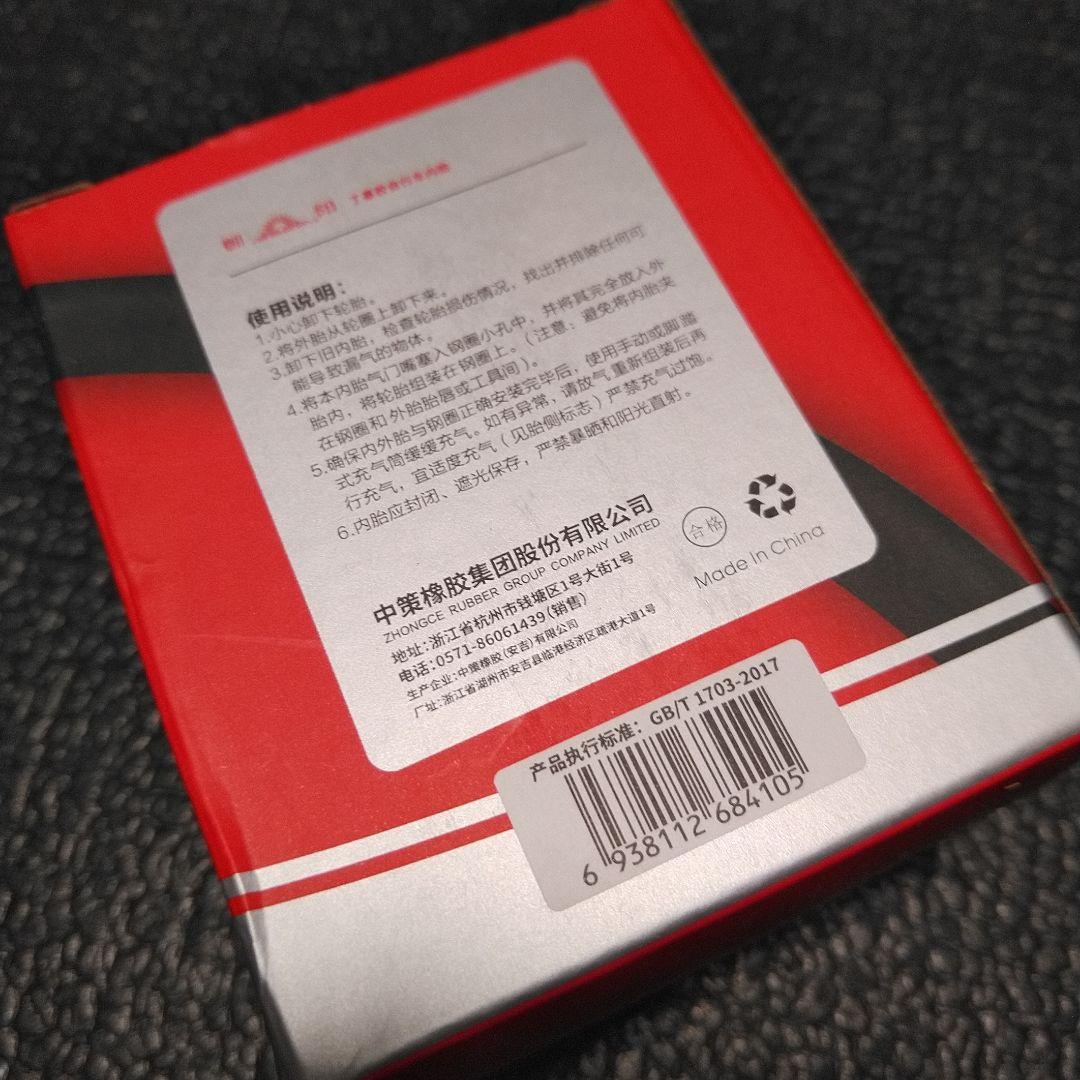 朝阳 丁基胶自行车内胎
使用说明：
1.小心卸下轮胎。
2.将外胎从轮圈上卸下来。
3.卸下旧内胎，检查轮胎损伤情况，找出并排除任何可
能导致漏气的物体。
4.将本内胎气门嘴塞入钢圈小孔中，并将其完全放入外
胎内，将轮胎组装在钢圈上。（注意：避免将内胎夹
在钢圈和外胎胎唇或工具间）。
5.确保内外胎与钢圈正确安装完毕后，使用手动或脚踏
式充气筒缓缓充气。如有异常，请放气重新组装后再
行充气，宜适度充气（见胎侧标志）严禁充气过饱。
6.内胎应封闭、遮光保存，严禁暴晒和阳光直射。
中策橡胶集团股份有限公司
ZHONGCE RUBBER GROUP COMPANY LIMITED
地址:浙江省杭州市钱塘区1号大街1号
电话:0571-86061439(销售)
生产企业:中策橡胶(安吉)有限公司
厂址:浙江省湖州市安吉县临港经济区疏港大道1号
合格
Made In China
产品执行标准：GB/T 1703-2017
6 938112 684105